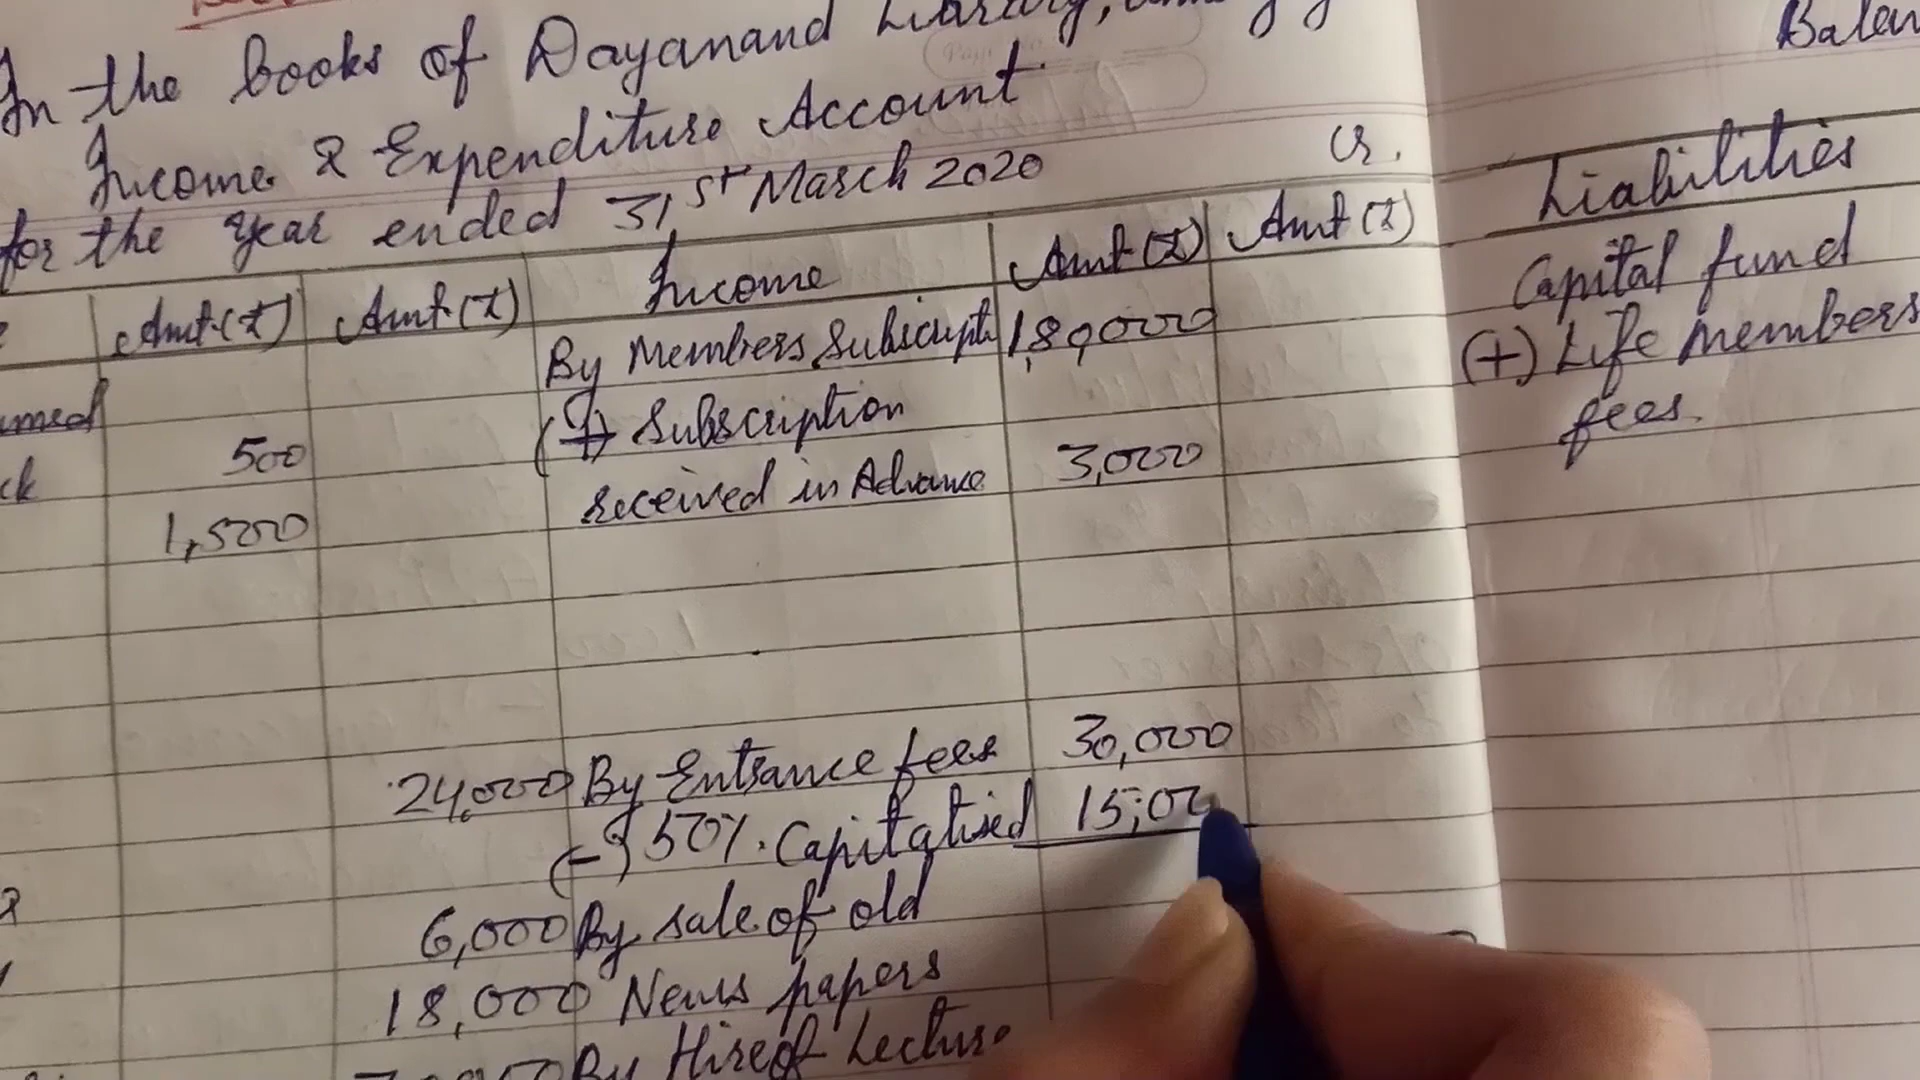 In the books of Dayanand Library,
Income & Expenditure Account
for the Year ended 31st March 2020
Cr.
Amt.(₹) Amt.(₹) Income Amt(₹) Amt(₹)
By Members Subscript 1,80,000
500 (+) Subscription
received in Advance 3,000
1,500
24,000 By Entrance fees 30,000
(-) 50% Capitalised 15,00
6,000 By sale of old
18,000 News papers
By Hire of Lecture
Liabilities
Capital fund
(+) Life members
fees.